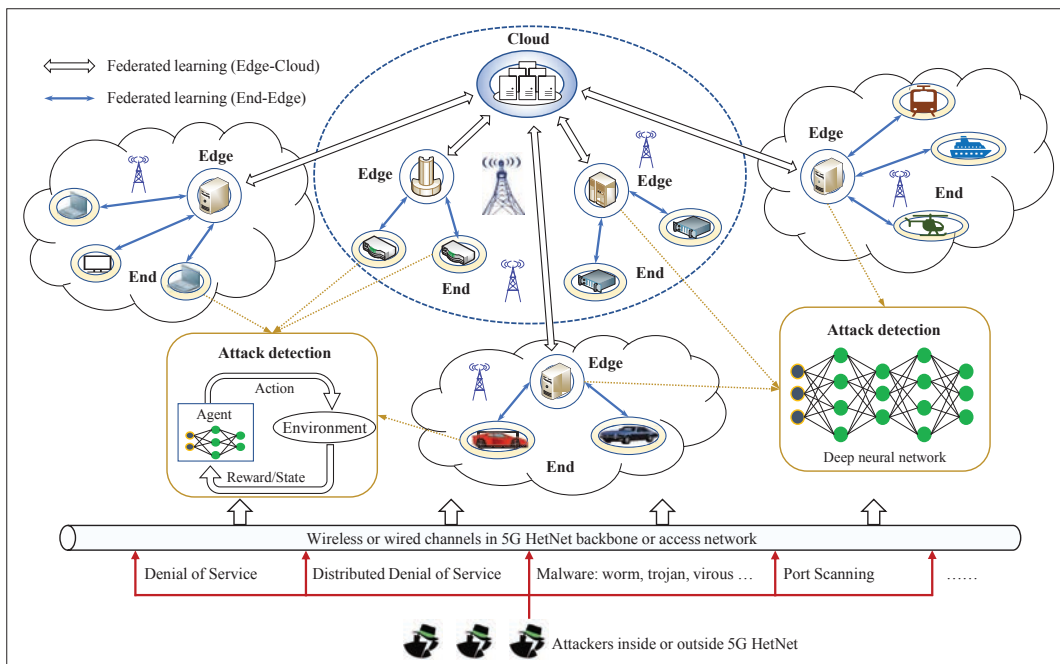 Cloud
Federated learning (Edge-Cloud)
Federated learning (End-Edge)
Edge
End
Edge
End
Edge
End
Edge
End
Edge
End
Attack detection
Action
Agent
Environment
Reward/State
Attack detection
Deep neural network
Wireless or wired channels in 5G HetNet backbone or access network
Denial of Service
Distributed Denial of Service
Malware: worm, trojan, virous ...
Port Scanning
......
Attackers inside or outside 5G HetNet